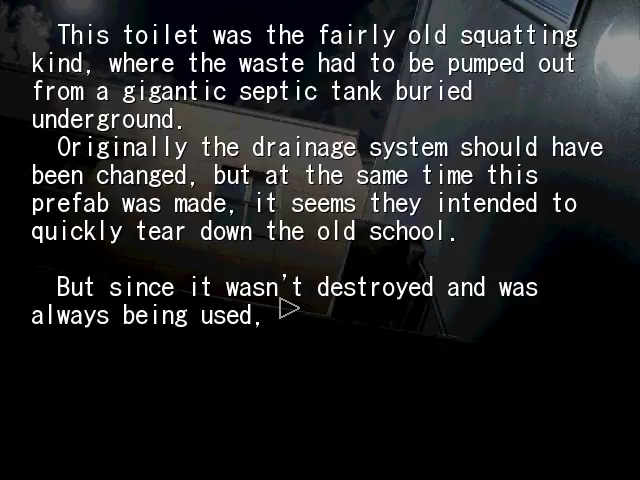 This toilet was the fairly old squatting
kind, where the waste had to be pumped out
from a gigantic septic tank buried
underground.
Originally the drainage system should have
been changed, but at the same time this
prefab was made, it seems they intended to
quickly tear down the old school.
But since it wasn't destroyed and was
always being used,